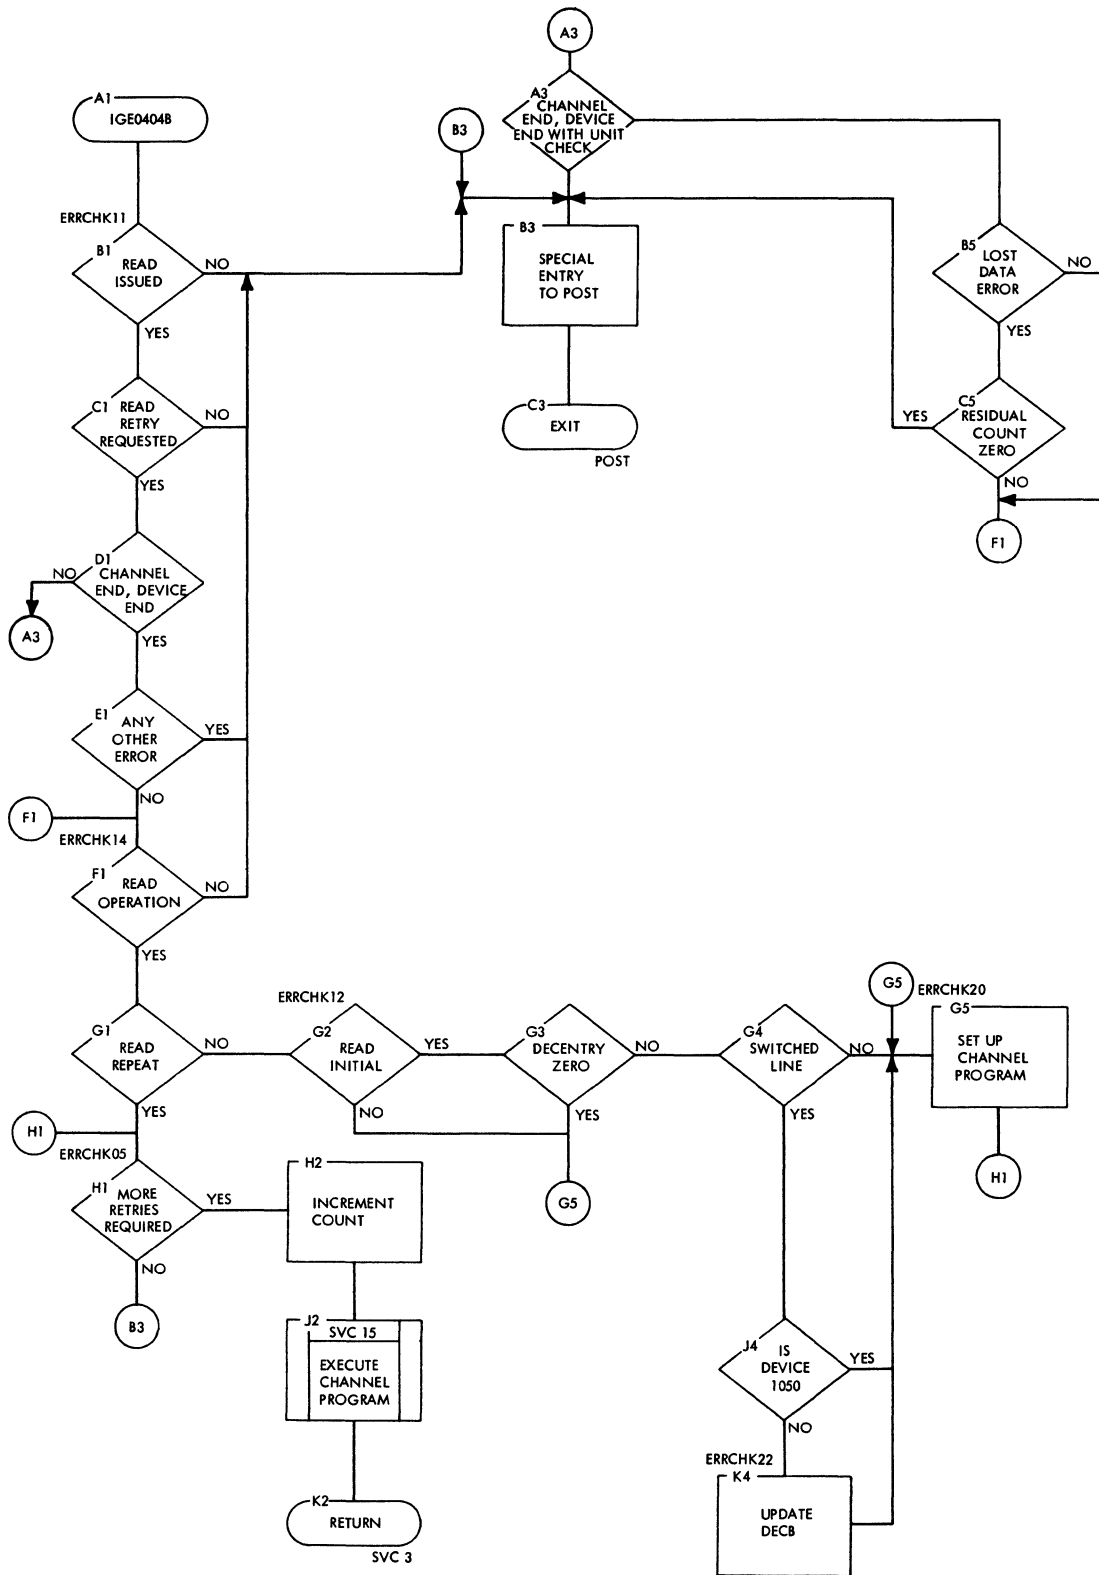 A3
A1
IGE0404B
B3
A3
CHANNEL
END, DEVICE
END WITH UNIT
CHECK
ERRCHK11
B1
READ
ISSUED
NO
YES
B3
SPECIAL
ENTRY
TO POST
B5
LOST
DATA
ERROR
NO
YES
C1
READ
RETRY
REQUESTED
NO
YES
C3
EXIT
POST
C5
RESIDUAL
COUNT
ZERO
YES
NO
F1
D1
CHANNEL
END, DEVICE
END
NO
YES
A3
E1
ANY
OTHER
ERROR
YES
NO
F1
ERRCHK14
F1
READ
OPERATION
NO
YES
G1
READ
REPEAT
NO
YES
ERRCHK12
G2
READ
INITIAL
YES
NO
G3
DECENTRY
ZERO
NO
YES
G5
G4
SWITCHED
LINE
NO
YES
G5
ERRCHK20
G5
SET UP
CHANNEL
PROGRAM
H1
H1
ERRCHK05
H1
MORE
RETRIES
REQUIRED
YES
NO
B3
H2
INCREMENT
COUNT
J2
SVC 15
EXECUTE
CHANNEL
PROGRAM
J4
IS
DEVICE
1050
YES
NO
K2
RETURN
SVC 3
ERRCHK22
K4
UPDATE
DECB